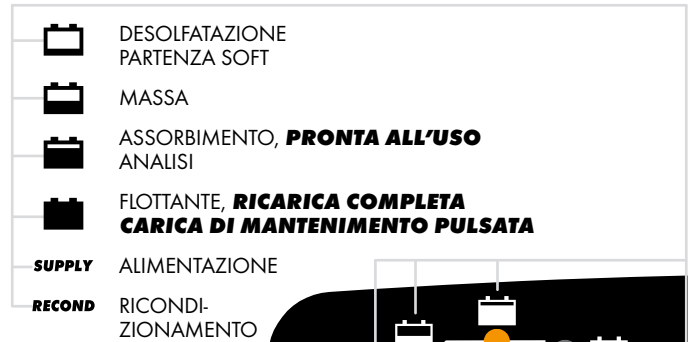 DESOLFATAZIONE
PARTENZA SOFT
MASSA
ASSORBIMENTO, PRONTA ALL'USO
ANALISI
FLOTTANTE, RICARICA COMPLETA
CARICA DI MANTENIMENTO PULSATA
SUPPLY ALIMENTAZIONE
RECOND RICONDI-
ZIONAMENTO